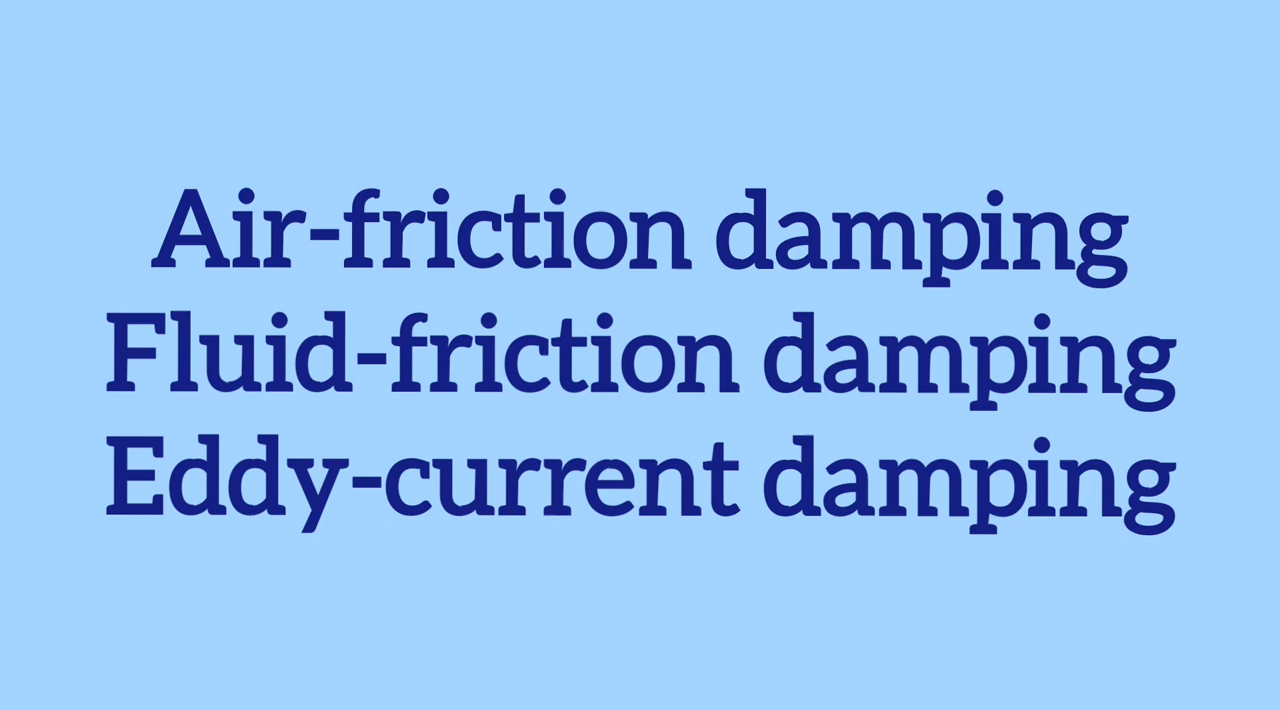 Air-friction damping
Fluid-friction damping
Eddy-current damping